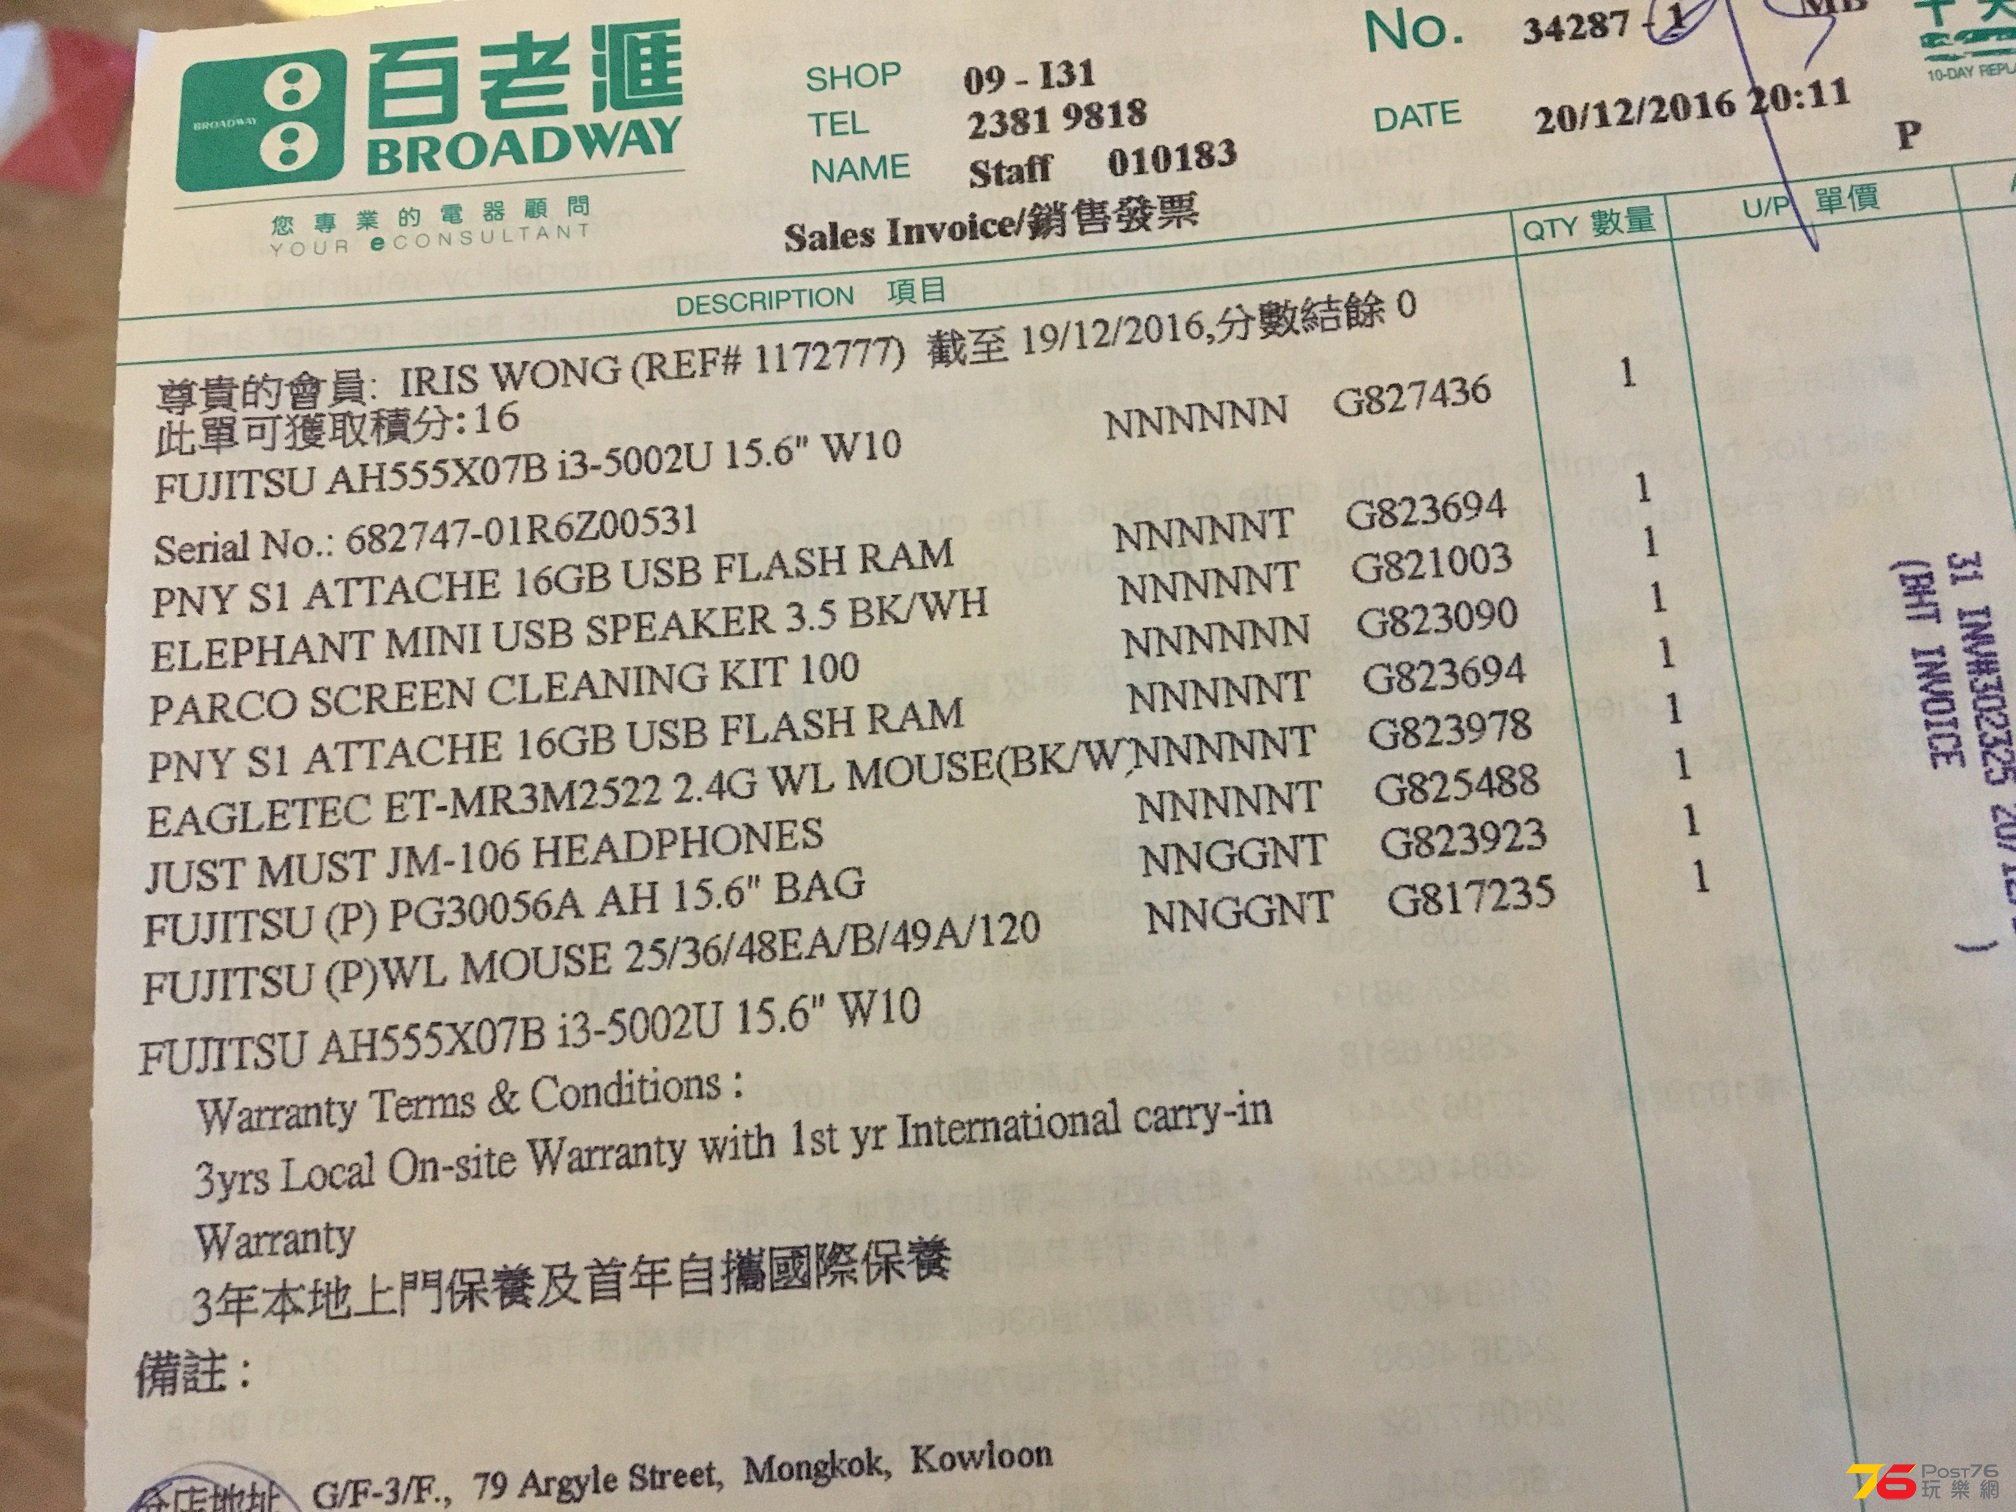 百老滙
BROADWAY
BROADWAY
您專業的電器顧問
YOUR eCONSULTANT
SHOP 09 - I31
TEL 2381 9818
NAME Staff 010183
Sales Invoice/銷售發票
No. 34287 - 1 MB
DATE 20/12/2016 20:11
P
10-DAY
DESCRIPTION 項目 QTY 數量 U/P 單價
尊貴的會員: IRIS WONG (REF# 1172777) 截至 19/12/2016,分數結餘 0
此單可獲取積分:16
FUJITSU AH555X07B i3-5002U 15.6" W10 NNNNNN G827436 1
Serial No.: 682747-01R6Z00531
PNY S1 ATTACHE 16GB USB FLASH RAM NNNNNT G823694 1
ELEPHANT MINI USB SPEAKER 3.5 BK/WH NNNNNT G821003 1
PARCO SCREEN CLEANING KIT 100 NNNNNN G823090 1
PNY S1 ATTACHE 16GB USB FLASH RAM NNNNNT G823694 1
EAGLETEC ET-MR3M2522 2.4G WL MOUSE(BK/W)NNNNNT G823978 1
JUST MUST JM-106 HEADPHONES NNNNNT G825488 1
FUJITSU (P) PG30056A AH 15.6" BAG NNGGNT G823923 1
FUJITSU (P)WL MOUSE 25/36/48EA/B/49A/120 NNGGNT G817235 1
FUJITSU AH555X07B i3-5002U 15.6" W10
Warranty Terms & Conditions :
3yrs Local On-site Warranty with 1st yr International carry-in
Warranty
3年本地上門保養及首年自攜國際保養
備註 :
分店地址 G/F-3/F., 79 Argyle Street, Mongkok, Kowloon
31 INV#302325
(BHT INVOICE )
76 POST76
玩樂網